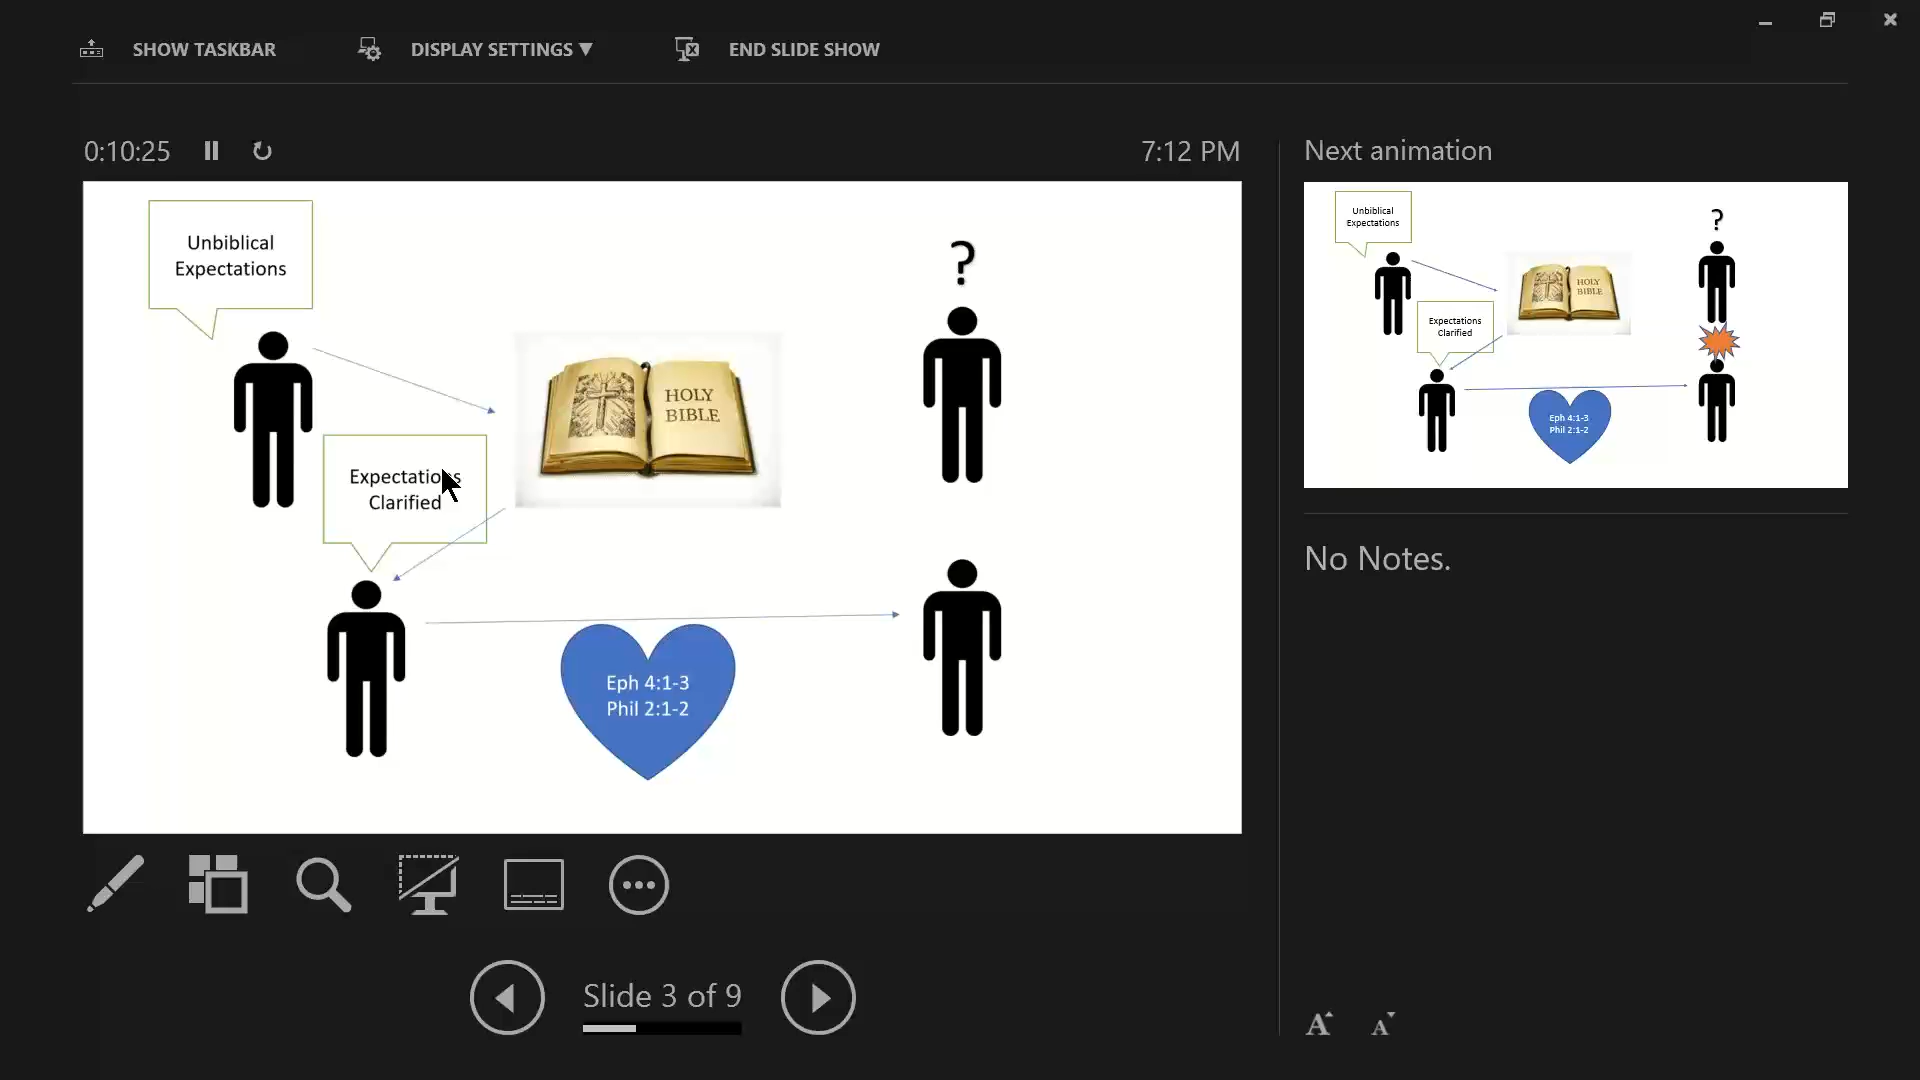 SHOW TASKBAR
DISPLAY SETTINGS ▼
END SLIDE SHOW
0:10:25
7:12 PM
Unbiblical
Expectations
?
HOLY
BIBLE
Expectations
Clarified
Eph 4:1-3
Phil 2:1-2
Slide 3 of 9
Next animation
Unbiblical
Expectations
?
HOLY
BIBLE
Expectations
Clarified
Eph 4:1-3
Phil 2:1-2
No Notes.
A
A